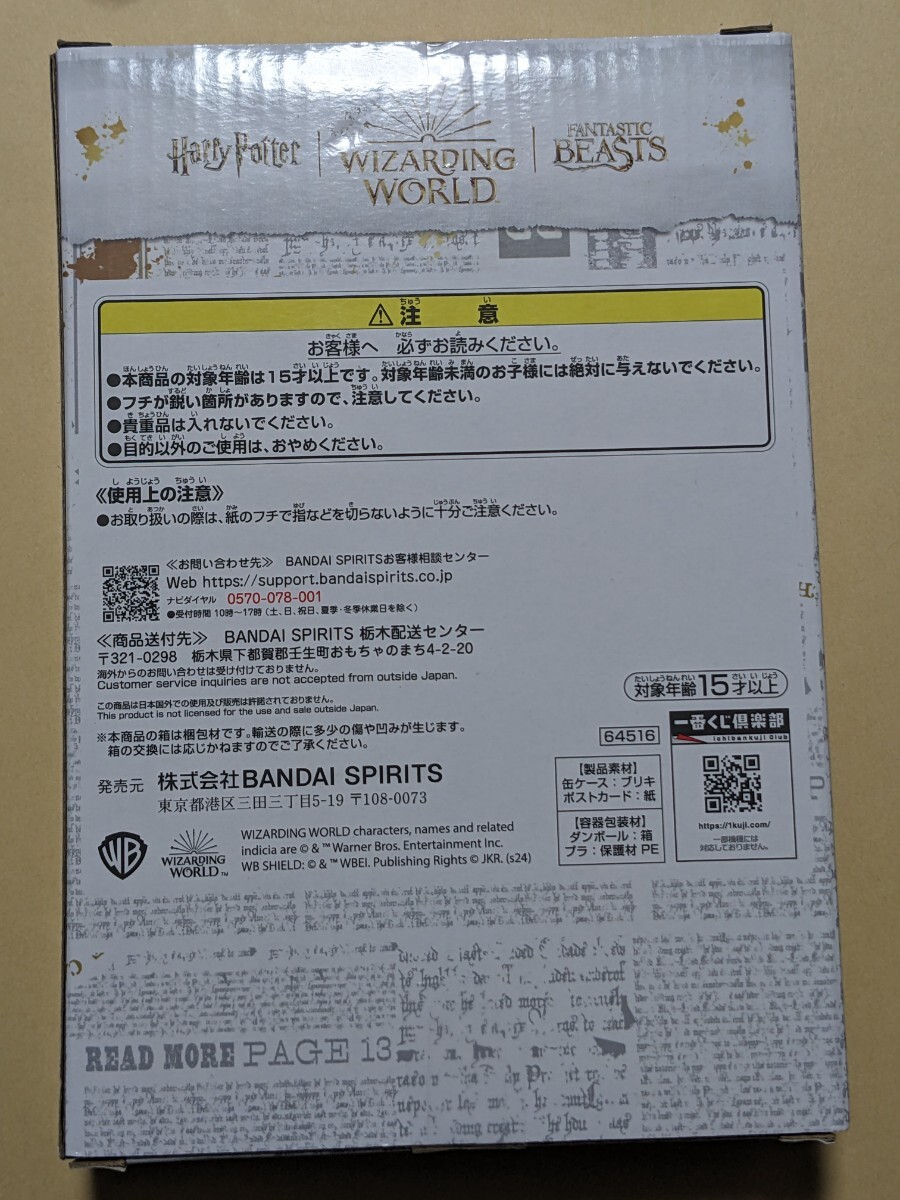 Harry Potter
WIZARDING
WORLD
FANTASTIC
BEASTS
⚠注意
お客様へ 必ずお読みください。
●本商品の対象年齢は15才以上です。対象年齢未満のお子様には絶対に与えないでください。
●フチが鋭い箇所がありますので、注意してください。
●貴重品は入れないでください。
●目的以外のご使用は、おやめください。
《使用上の注意》
●お取り扱いの際は、紙のフチで指などを切らないように十分ご注意ください。
≪お問い合わせ先≫ BANDAI SPIRITSお客様相談センター
Web https://support.bandaispirits.co.jp
ナビダイヤル 0570-078-001
●受付時間 10時～17時(土、日、祝日、夏季・冬季休業日を除く)
≪商品送付先≫ BANDAI SPIRITS 栃木配送センター
〒321-0298 栃木県下都賀郡壬生町おもちゃのまち4-2-20
海外からのお問い合わせは受け付けておりません。
Customer service inquiries are not accepted from outside Japan.
この商品は日本国外での使用及び販売は許諾されておりません。
This product is not licensed for the use and sale outside Japan.
※本商品の箱は梱包材です。輸送の際に多少の傷や凹みが生じます。
箱の交換には応じかねますのでご了承ください。
対象年齢15才以上
発売元 株式会社BANDAI SPIRITS
東京都港区三田三丁目5-19 〒108-0073
64516
【製品素材】
缶ケース：ブリキ
ポストカード：紙
【容器包装材】
ダンボール：箱
プラ：保護材 PE
一番くじ倶楽部
Ichibankuji Club
https://1kuji.com/
一部機種には
対応しておりません。
WB
WIZARDING
WORLD™
WIZARDING WORLD characters, names and related
indicia are © & ™ Warner Bros. Entertainment Inc.
WB SHIELD: © & ™ WBEI. Publishing Rights © JKR. (s24)
READ MORE PAGE 13